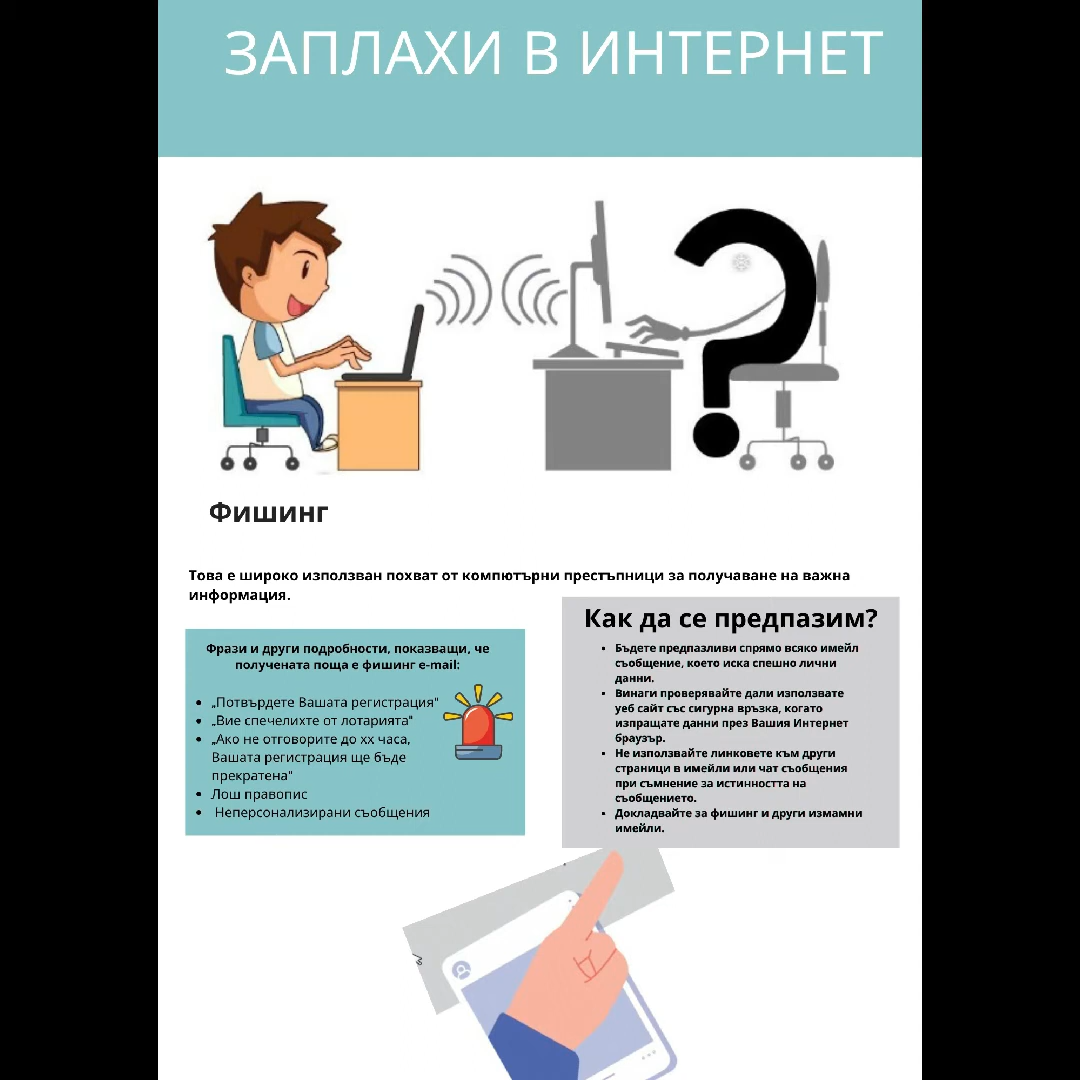 ЗАПЛАХИ В ИНТЕРНЕТ
Фишинг
Това е широко използван похват от компютърни престъпници за получаване на важна
информация.
Фрази и други подробности, показващи, че
получената поща е фишинг e-mail:
• „Потвърдете Вашата регистрация"
• „Вие спечелихте от лотарията"
• „Ако не отговорите до xx часа,
Вашата регистрация ще бъде
прекратена"
• Лош правопис
• Неперсонализирани съобщения
Как да се предпазим?
• Бъдете предпазливи спрямо всяко имейл
съобщение, което иска спешно лични
данни.
• Винаги проверявайте дали използвате
уеб сайт със сигурна връзка, когато
изпращате данни през Вашия Интернет
браузър.
• Не използвайте линковете към други
страници в имейли или чат съобщения
при съмнение за истинността на
съобщението.
• Докладвайте за фишинг и други измамни
имейли.